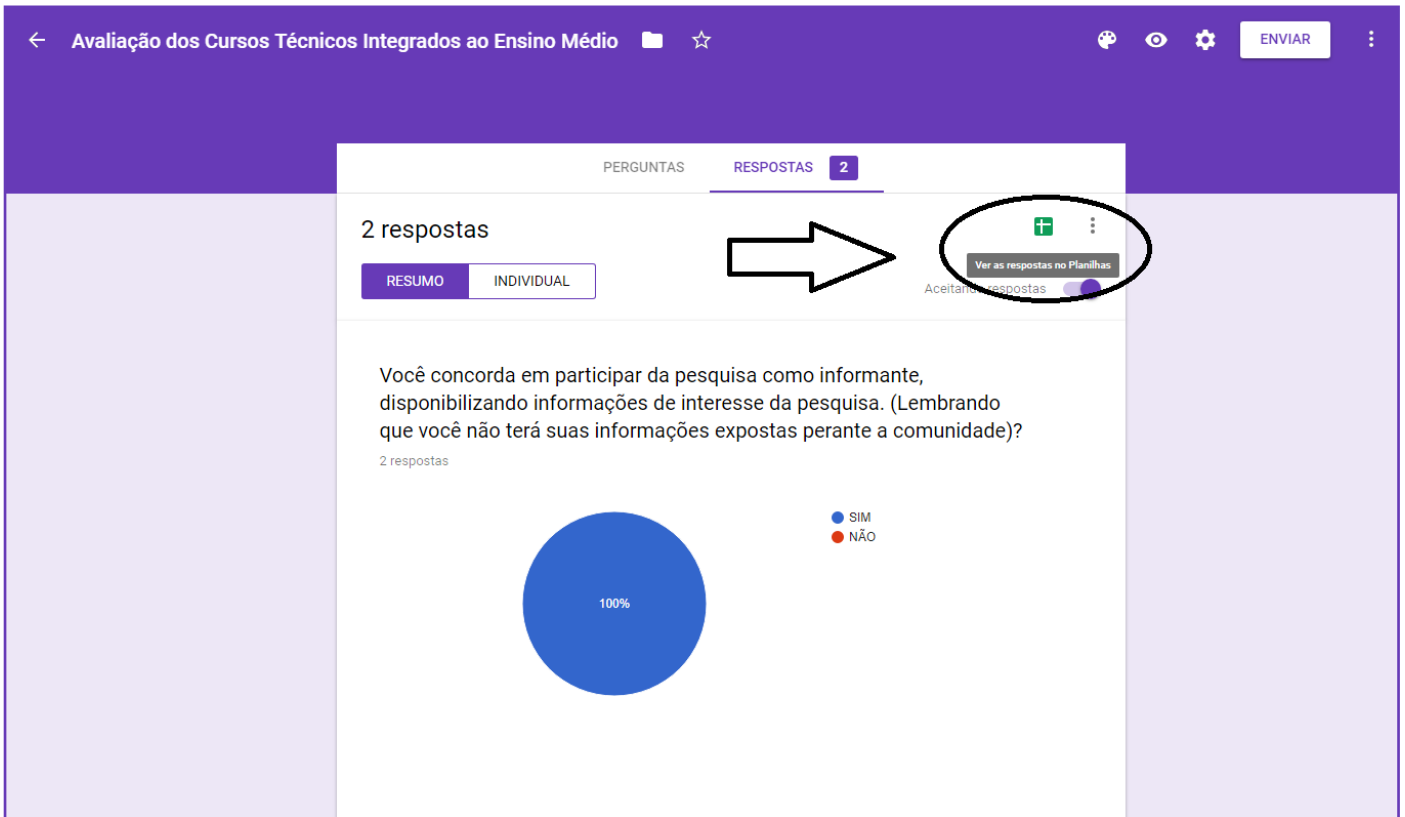 Avaliação dos Cursos Técnicos Integrados ao Ensino Médio
ENVIAR
PERGUNTAS
RESPOSTAS 2
2 respostas
Ver as respostas no Planilhas
RESUMO
INDIVIDUAL
Aceitando respostas
Você concorda em participar da pesquisa como informante,
disponibilizando informações de interesse da pesquisa. (Lembrando
que você não terá suas informações expostas perante a comunidade)?
2 respostas
SIM
NÃO
100%